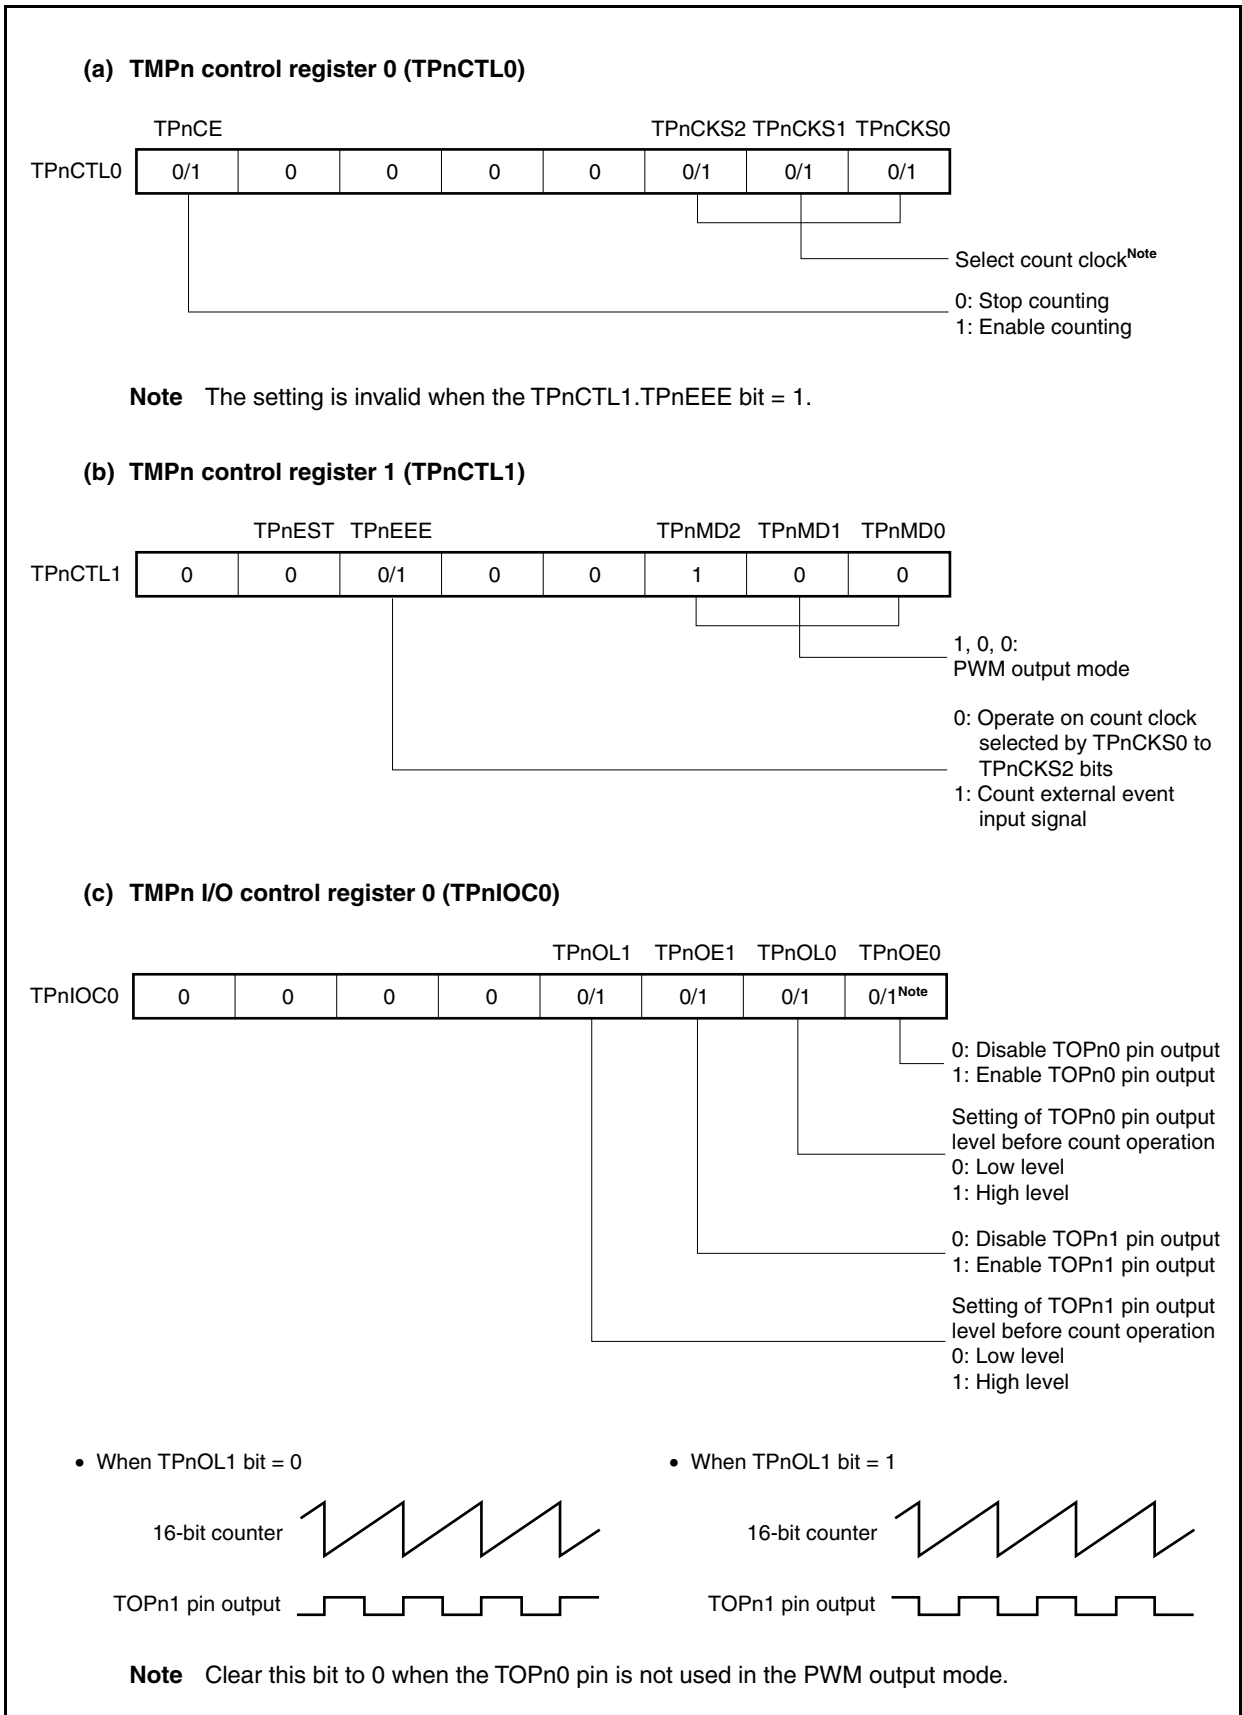 (a) TMPn control register 0 (TPnCTL0)
TPnCE TPnCKS2 TPnCKS1 TPnCKS0
TPnCTL0 0/1 0 0 0 0 0/1 0/1 0/1
Select count clockNote
0: Stop counting
1: Enable counting
Note The setting is invalid when the TPnCTL1.TPnEEE bit = 1.
(b) TMPn control register 1 (TPnCTL1)
TPnEST TPnEEE TPnMD2 TPnMD1 TPnMD0
TPnCTL1 0 0 0/1 0 0 1 0 0
1, 0, 0:
PWM output mode
0: Operate on count clock
selected by TPnCKS0 to
TPnCKS2 bits
1: Count external event
input signal
(c) TMPn I/O control register 0 (TPnIOC0)
TPnOL1 TPnOE1 TPnOL0 TPnOE0
TPnIOC0 0 0 0 0 0/1 0/1 0/1 0/1Note
0: Disable TOPn0 pin output
1: Enable TOPn0 pin output
Setting of TOPn0 pin output
level before count operation
0: Low level
1: High level
0: Disable TOPn1 pin output
1: Enable TOPn1 pin output
Setting of TOPn1 pin output
level before count operation
0: Low level
1: High level
• When TPnOL1 bit = 0
16-bit counter
TOPn1 pin output
• When TPnOL1 bit = 1
16-bit counter
TOPn1 pin output
Note Clear this bit to 0 when the TOPn0 pin is not used in the PWM output mode.